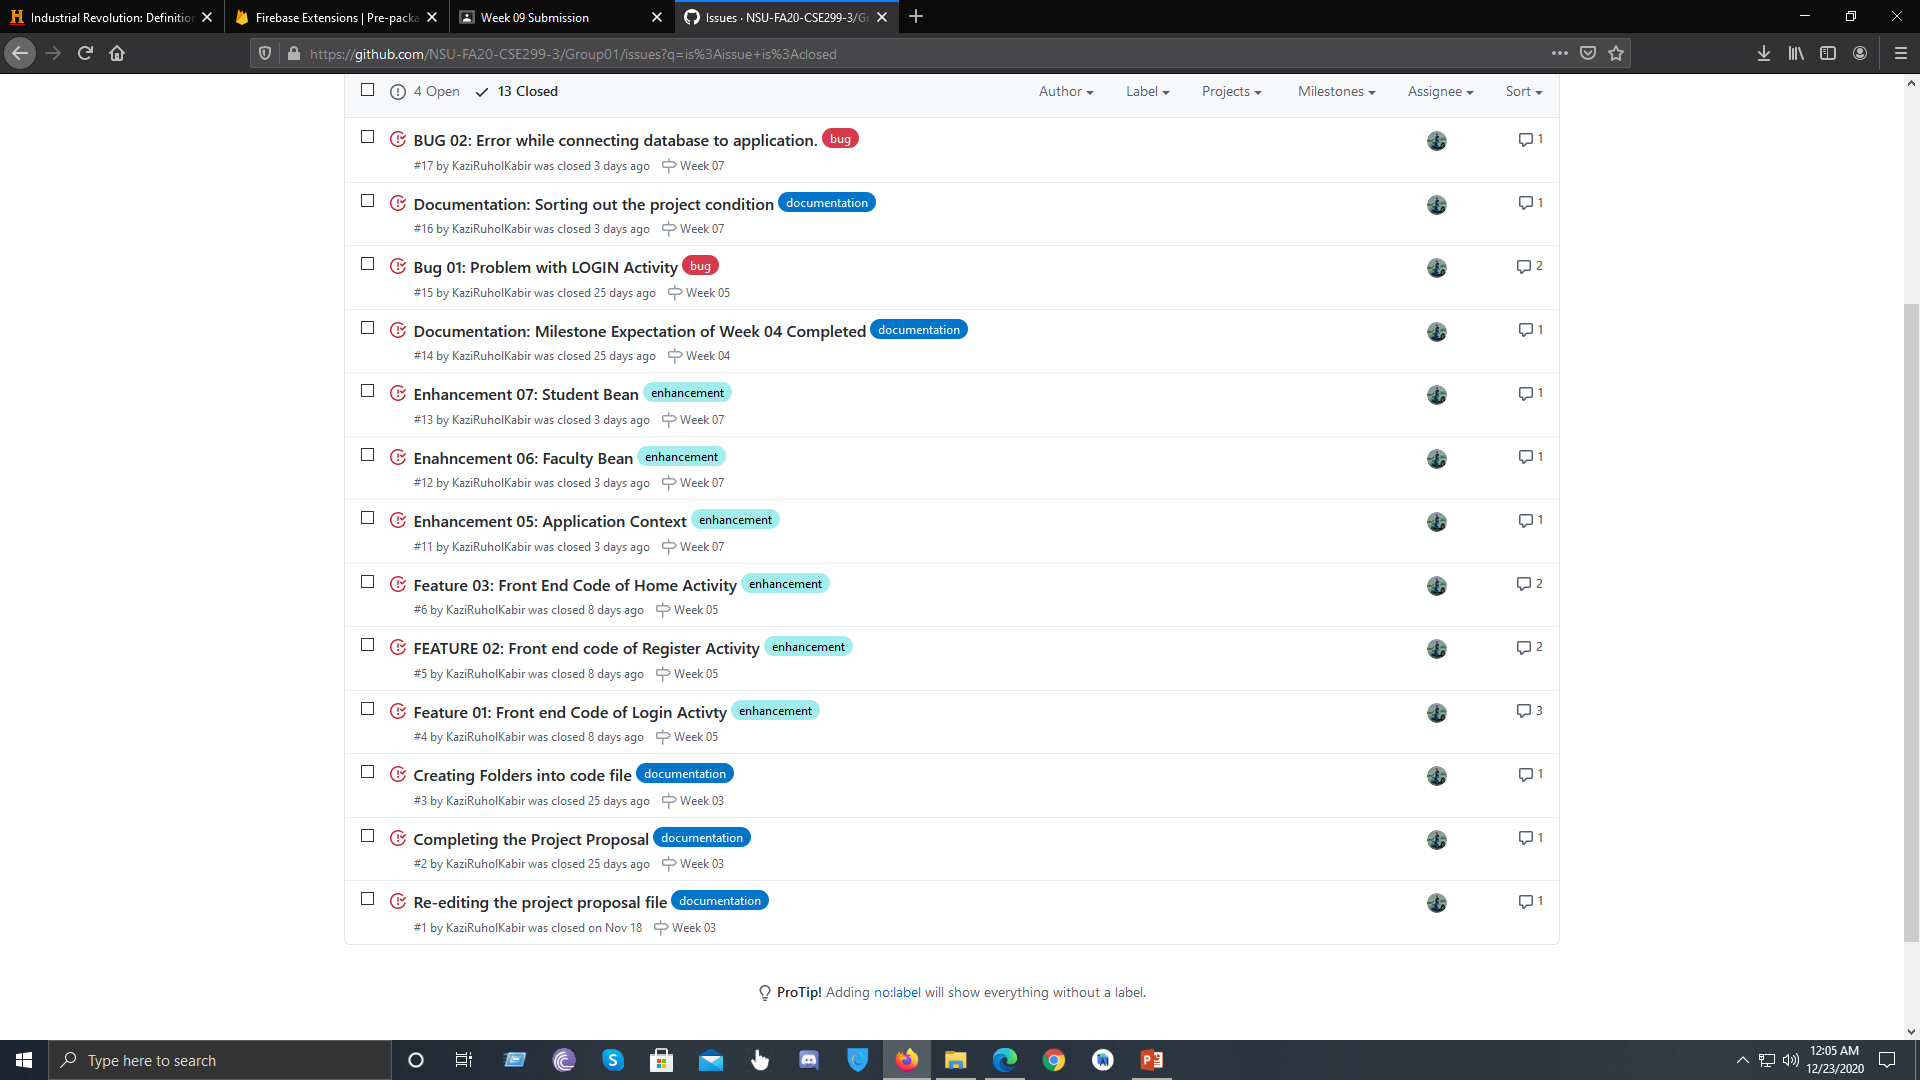 Industrial Revolution: Definition
Firebase Extensions | Pre-packa
Week 09 Submission
Issues · NSU-FA20-CSE299-3/Gr
https://github.com/NSU-FA20-CSE299-3/Group01/issues?q=is%3Aissue+is%3Aclosed
4 Open 13 Closed Author Label Projects Milestones Assignee Sort
BUG 02: Error while connecting database to application. bug 1
#17 by KaziRuholKabir was closed 3 days ago Week 07
Documentation: Sorting out the project condition documentation 1
#16 by KaziRuholKabir was closed 3 days ago Week 07
Bug 01: Problem with LOGIN Activity bug 2
#15 by KaziRuholKabir was closed 25 days ago Week 05
Documentation: Milestone Expectation of Week 04 Completed documentation 1
#14 by KaziRuholKabir was closed 25 days ago Week 04
Enhancement 07: Student Bean enhancement 1
#13 by KaziRuholKabir was closed 3 days ago Week 07
Enahncement 06: Faculty Bean enhancement 1
#12 by KaziRuholKabir was closed 3 days ago Week 07
Enhancement 05: Application Context enhancement 1
#11 by KaziRuholKabir was closed 3 days ago Week 07
Feature 03: Front End Code of Home Activity enhancement 2
#6 by KaziRuholKabir was closed 8 days ago Week 05
FEATURE 02: Front end code of Register Activity enhancement 2
#5 by KaziRuholKabir was closed 8 days ago Week 05
Feature 01: Front end Code of Login Activty enhancement 3
#4 by KaziRuholKabir was closed 8 days ago Week 05
Creating Folders into code file documentation 1
#3 by KaziRuholKabir was closed 25 days ago Week 03
Completing the Project Proposal documentation 1
#2 by KaziRuholKabir was closed 25 days ago Week 03
Re-editing the project proposal file documentation 1
#1 by KaziRuholKabir was closed on Nov 18 Week 03
ProTip! Adding no:label will show everything without a label.
Type here to search
12:05 AM
12/23/2020